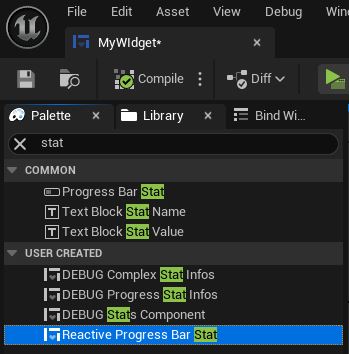 File Edit Asset View Debug
MyWIdget*
Compile Diff
Palette Library Bind Wi...
stat
COMMON
Progress Bar Stat
Text Block Stat Name
Text Block Stat Value
USER CREATED
DEBUG Complex Stat Infos
DEBUG Progress Stat Infos
DEBUG Stats Component
Reactive Progress Bar Stat